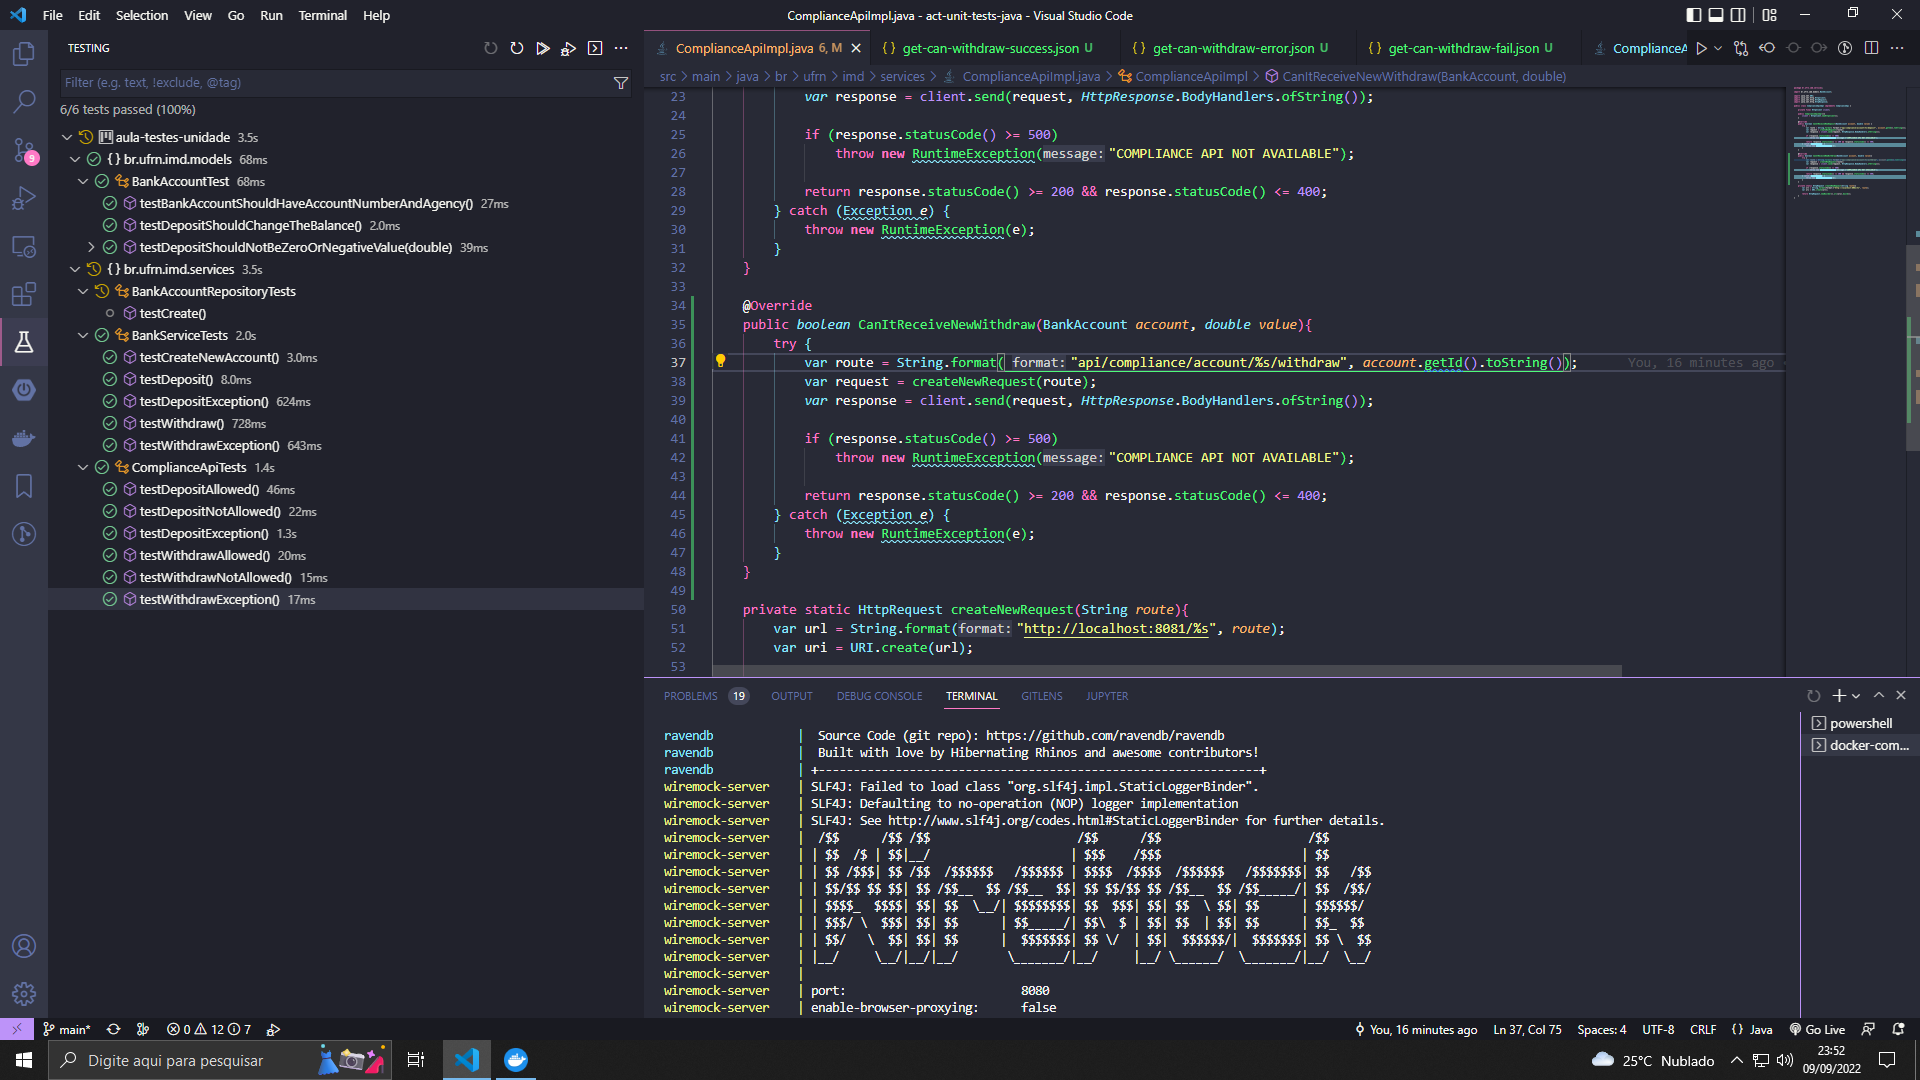 File Edit Selection View Go Run Terminal Help
ComplianceApiImpl.java - act-unit-tests-java - Visual Studio Code
TESTING
Filter (e.g. text, !exclude, @tag)
6/6 tests passed (100%)
aula-testes-unidade 3.5s
{ } br.ufrn.imd.models 68ms
BankAccountTest 68ms
testBankAccountShouldHaveAccountNumberAndAgency() 27ms
testDepositShouldChangeTheBalance() 2.0ms
testDepositShouldNotBeZeroOrNegativeValue(double) 39ms
{ } br.ufrn.imd.services 3.5s
BankAccountRepositoryTests
testCreate()
BankServiceTests 2.0s
testCreateNewAccount() 3.0ms
testDeposit() 8.0ms
testDepositException() 624ms
testWithdraw() 728ms
testWithdrawException() 643ms
ComplianceApiTests 1.4s
testDepositAllowed() 46ms
testDepositNotAllowed() 22ms
testDepositException() 1.3s
testWithdrawAllowed() 20ms
testWithdrawNotAllowed() 15ms
testWithdrawException() 17ms
9
ComplianceApiImpl.java 6, M
{ } get-can-withdraw-success.json U
{ } get-can-withdraw-error.json U
{ } get-can-withdraw-fail.json U
ComplianceA
src > main > java > br > ufrn > imd > services > ComplianceApiImpl.java > ComplianceApiImpl > CanItReceiveNewWithdraw(BankAccount, double)
23 var response = client.send(request, HttpResponse.BodyHandlers.ofString());
24
25 if (response.statusCode() >= 500)
26 throw new RuntimeException(message: "COMPLIANCE API NOT AVAILABLE");
27
28 return response.statusCode() >= 200 && response.statusCode() <= 400;
29 } catch (Exception e) {
30 throw new RuntimeException(e);
31 }
32 }
33
34 @Override
35 public boolean CanItReceiveNewWithdraw(BankAccount account, double value){
36 try {
37 var route = String.format( format: "api/compliance/account/%s/withdraw", account.getId().toString()); You, 16 minutes ago
38 var request = createNewRequest(route);
39 var response = client.send(request, HttpResponse.BodyHandlers.ofString());
40
41 if (response.statusCode() >= 500)
42 throw new RuntimeException(message: "COMPLIANCE API NOT AVAILABLE");
43
44 return response.statusCode() >= 200 && response.statusCode() <= 400;
45 } catch (Exception e) {
46 throw new RuntimeException(e);
47 }
48 }
49
50 private static HttpRequest createNewRequest(String route){
51 var url = String.format(format: "http://localhost:8081/%s", route);
52 var uri = URI.create(url);
53
PROBLEMS 19 OUTPUT DEBUG CONSOLE TERMINAL GITLENS JUPYTER
powershell
docker-com...
ravendb | Source Code (git repo): https://github.com/ravendb/ravendb
ravendb | Built with love by Hibernating Rhinos and awesome contributors!
ravendb | +---------------------------------------------------------------+
wiremock-server | SLF4J: Failed to load class "org.slf4j.impl.StaticLoggerBinder".
wiremock-server | SLF4J: Defaulting to no-operation (NOP) logger implementation
wiremock-server | SLF4J: See http://www.slf4j.org/codes.html#StaticLoggerBinder for further details.
wiremock-server | /$$      /$$ /$$                     /$$      /$$                     /$$
wiremock-server | | $$  /$ | $$|__/                    | $$$    /$$$                    | $$
wiremock-server | | $$ /$$$| $$ /$$  /$$$$$$   /$$$$$$ | $$$$  /$$$$  /$$$$$$   /$$$$$$$| $$   /$$
wiremock-server | | $$/$$ $$ $$| $$ /$$__  $$ /$$__  $$| $$ $$/$$ $$ /$$__  $$ /$$_____/| $$  /$$/
wiremock-server | | $$$$_  $$$$| $$| $$  \__/| $$$$$$$$| $$  $$$| $$| $$  \ $$| $$      | $$$$$$/
wiremock-server | | $$$/ \  $$$| $$| $$      | $$_____/| $$\  $ | $$| $$  | $$| $$      | $$_  $$
wiremock-server | | $$/   \  $$| $$| $$      |  $$$$$$$| $$ \/  | $$|  $$$$$$/|  $$$$$$$| $$ \  $$
wiremock-server | |__/     \__/|__/|__/       \_______/|__/     |__/ \______/  \_______/|__/  \__/
wiremock-server |
wiremock-server | port: 8080
wiremock-server | enable-browser-proxying: false
main* 0 12 7
You, 16 minutes ago Ln 37, Col 75 Spaces: 4 UTF-8 CRLF { } Java Go Live
Digite aqui para pesquisar
25°C Nublado
23:52
09/09/2022